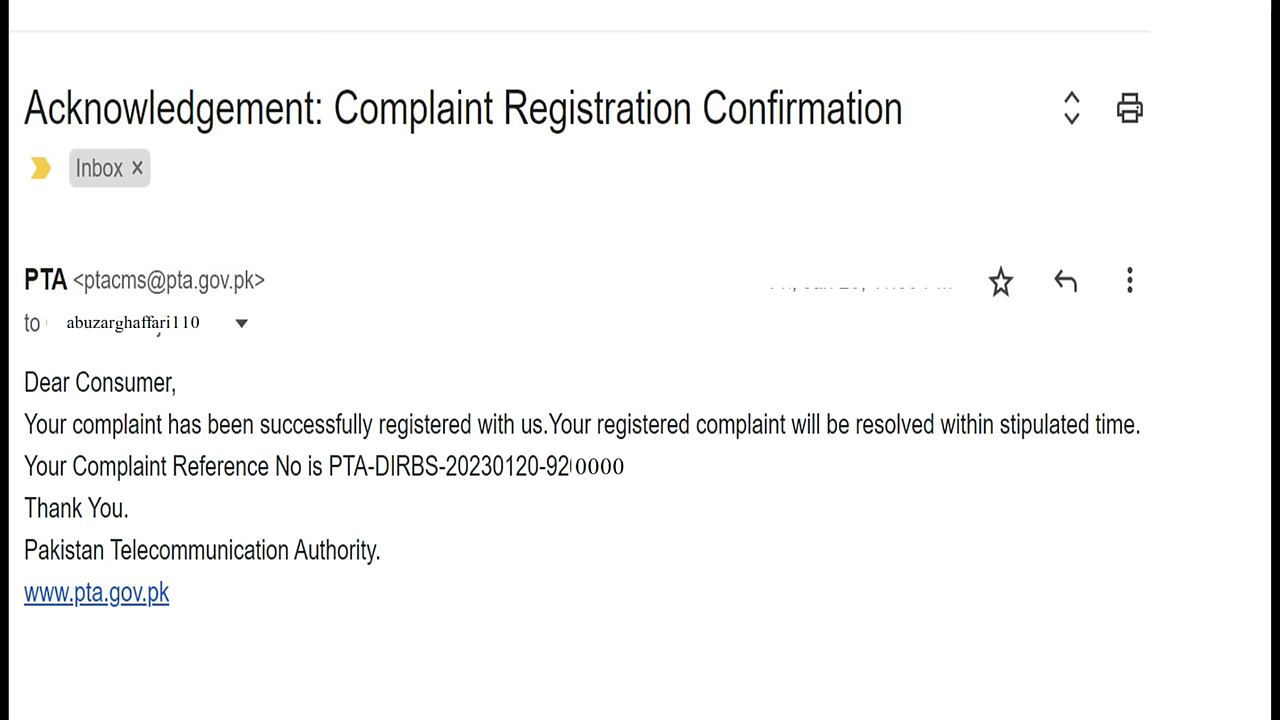 Acknowledgement: Complaint Registration Confirmation
Inbox ×
PTA <ptacms@pta.gov.pk>
to abuzarghaffari110
Dear Consumer,
Your complaint has been successfully registered with us.Your registered complaint will be resolved within stipulated time.
Your Complaint Reference No is PTA-DIRBS-20230120-920000
Thank You.
Pakistan Telecommunication Authority.
www.pta.gov.pk